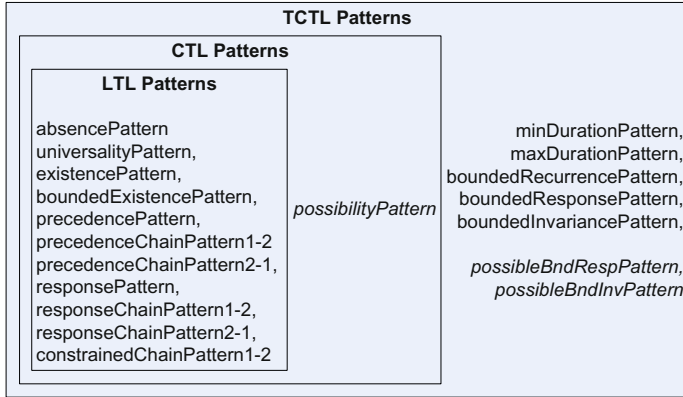 TCTL Patterns
CTL Patterns
LTL Patterns
absencePattern
universalityPattern,
existencePattern,
boundedExistencePattern,
precedencePattern,
precedenceChainPattern1-2
precedenceChainPattern2-1,
responsePattern,
responseChainPattern1-2,
responseChainPattern2-1,
constrainedChainPattern1-2
possibilityPattern
minDurationPattern,
maxDurationPattern,
boundedRecurrencePattern,
boundedResponsePattern,
boundedInvariancePattern,
possibleBndRespPattern,
possibleBndInvPattern